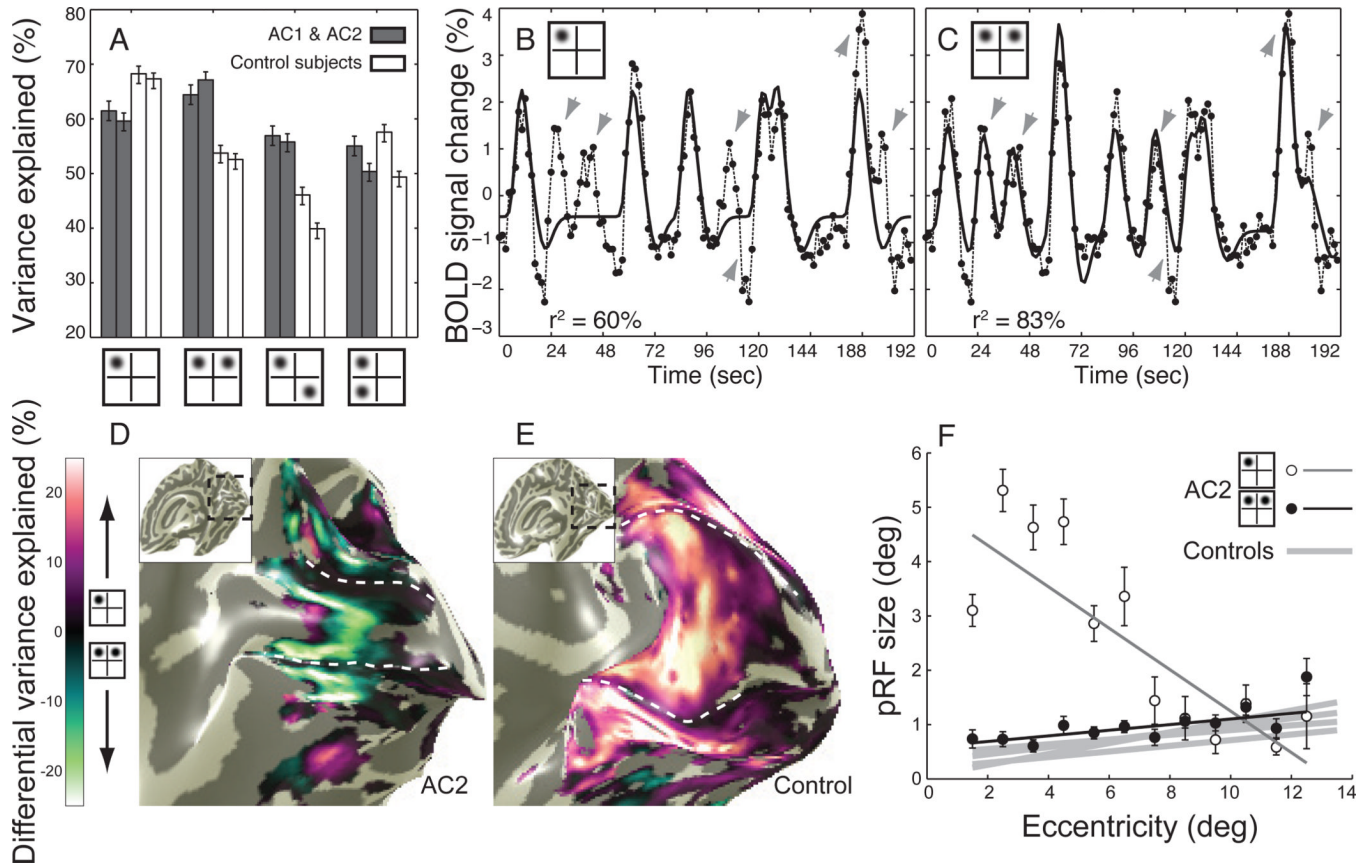 A
AC1 & AC2
Control subjects
Variance explained (%)
80
70
60
50
40
30
20
B
BOLD signal change (%)
4
3
2
1
0
−1
−2
−3
r² = 60%
0 24 48 72 96 120 144 188 192
Time (sec)
C
r² = 83%
0 24 48 72 96 120 144 188 192
Time (sec)
D
Differential variance explained (%)
20
10
0
-10
-20
AC2
E
Control
F
AC2
Controls
pRF size (deg)
6
5
4
3
2
1
0
0 2 4 6 8 10 12 14
Eccentricity (deg)